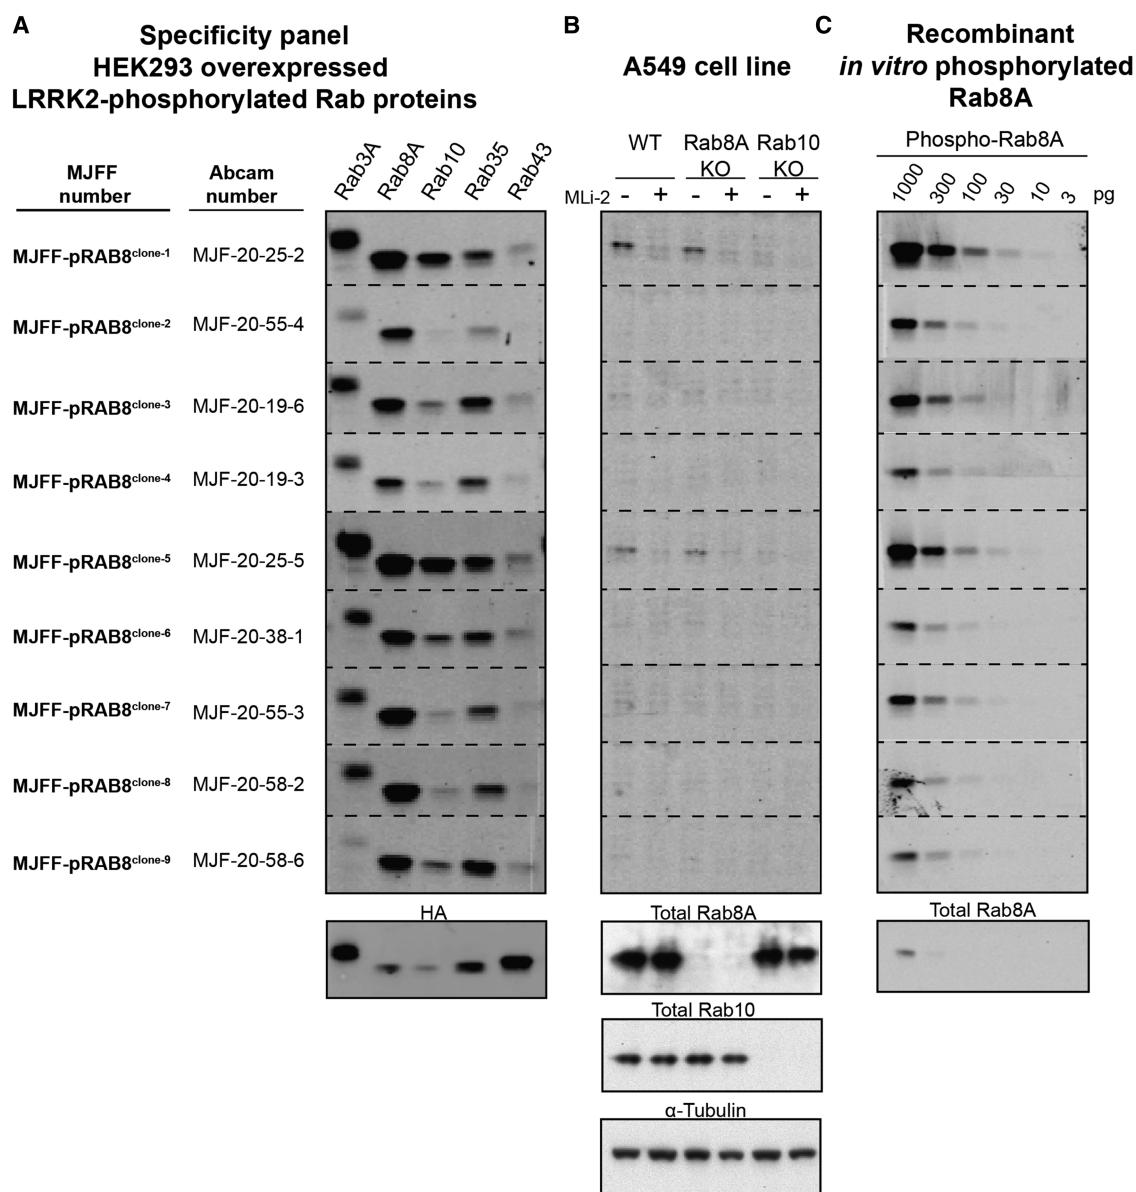 A
Specificity panel
HEK293 overexpressed
LRRK2-phosphorylated Rab proteins
MJFF
number
Abcam
number
Rab3A
Rab8A
Rab10
Rab35
Rab43
MJFF-pRAB8clone-1 MJF-20-25-2
MJFF-pRAB8clone-2 MJF-20-55-4
MJFF-pRAB8clone-3 MJF-20-19-6
MJFF-pRAB8clone-4 MJF-20-19-3
MJFF-pRAB8clone-5 MJF-20-25-5
MJFF-pRAB8clone-6 MJF-20-38-1
MJFF-pRAB8clone-7 MJF-20-55-3
MJFF-pRAB8clone-8 MJF-20-58-2
MJFF-pRAB8clone-9 MJF-20-58-6
HA
B
A549 cell line
WT
Rab8A
KO
Rab10
KO
MLi-2 - + - + - +
Total Rab8A
Total Rab10
α-Tubulin
C
Recombinant
in vitro phosphorylated
Rab8A
Phospho-Rab8A
1000 300 100 30 10 3 pg
Total Rab8A